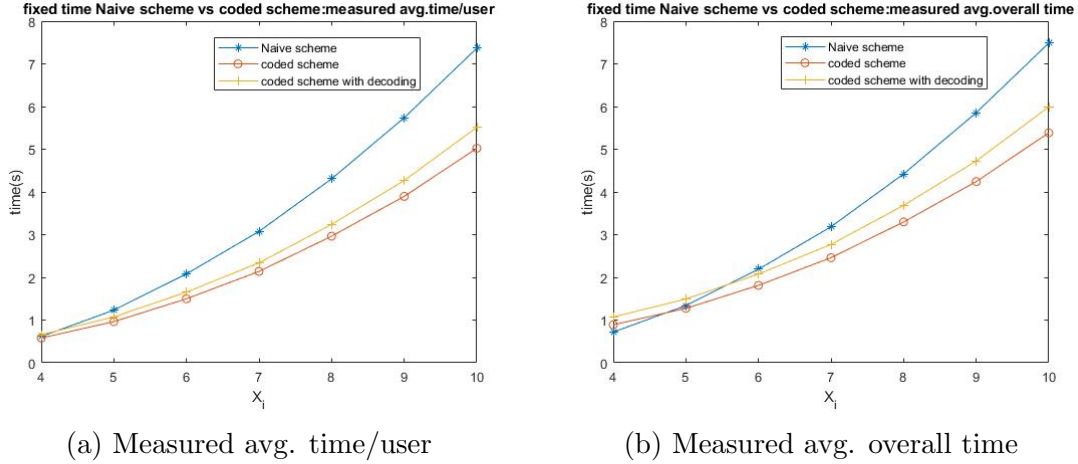 fixed time Naive scheme vs coded scheme:measured avg.time/user
8
7
6
5
4
3
2
1
0
time(s)
4 5 6 7 8 9 10
X_i
Naive scheme
coded scheme
coded scheme with decoding
(a) Measured avg. time/user
fixed time Naive scheme vs coded scheme:measured avg.overall time
8
7
6
5
4
3
2
1
0
time(s)
4 5 6 7 8 9 10
X_i
Naive scheme
coded scheme
coded scheme with decoding
(b) Measured avg. overall time